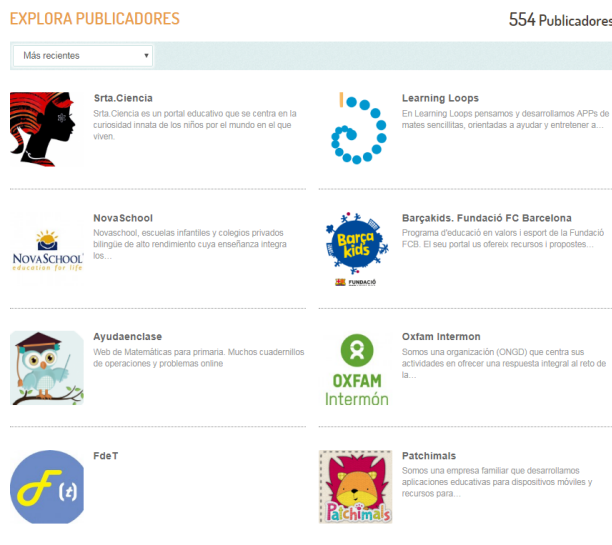 EXPLORA PUBLICADORES
554 Publicadores
Más recientes
Srta.Ciencia
Srta.Ciencia es un portal educativo que se centra en la
curiosidad innata de los niños por el mundo en el que
viven.
Learning Loops
En Learning Loops pensamos y desarrollamos APPs de
mates sencillitas, orientadas a ayudar y entretener a...
NOVASCHOOL
education for life
NovaSchool
Novaschool, escuelas infantiles y colegios privados
bilingüe de alto rendimiento cuya enseñanza integra
los...
Barça
kids
FUNDACIÓ
Barçakids. Fundació FC Barcelona
Programa d'educació en valors i esport de la Fundació
FCB. El seu portal us ofereix recursos i propostes...
Ayudaenclase
Web de Matemáticas para primaria. Muchos cuadernillos
de operaciones y problemas online
OXFAM
Intermón
Oxfam Intermon
Somos una organización (ONGD) que centra sus
actividades en ofrecer una respuesta integral al reto de
la...
F(t)
FdeT
Patchimals
Patchimals
Somos una empresa familiar que desarrollamos
aplicaciones educativas para dispositivos móviles y
recursos para...